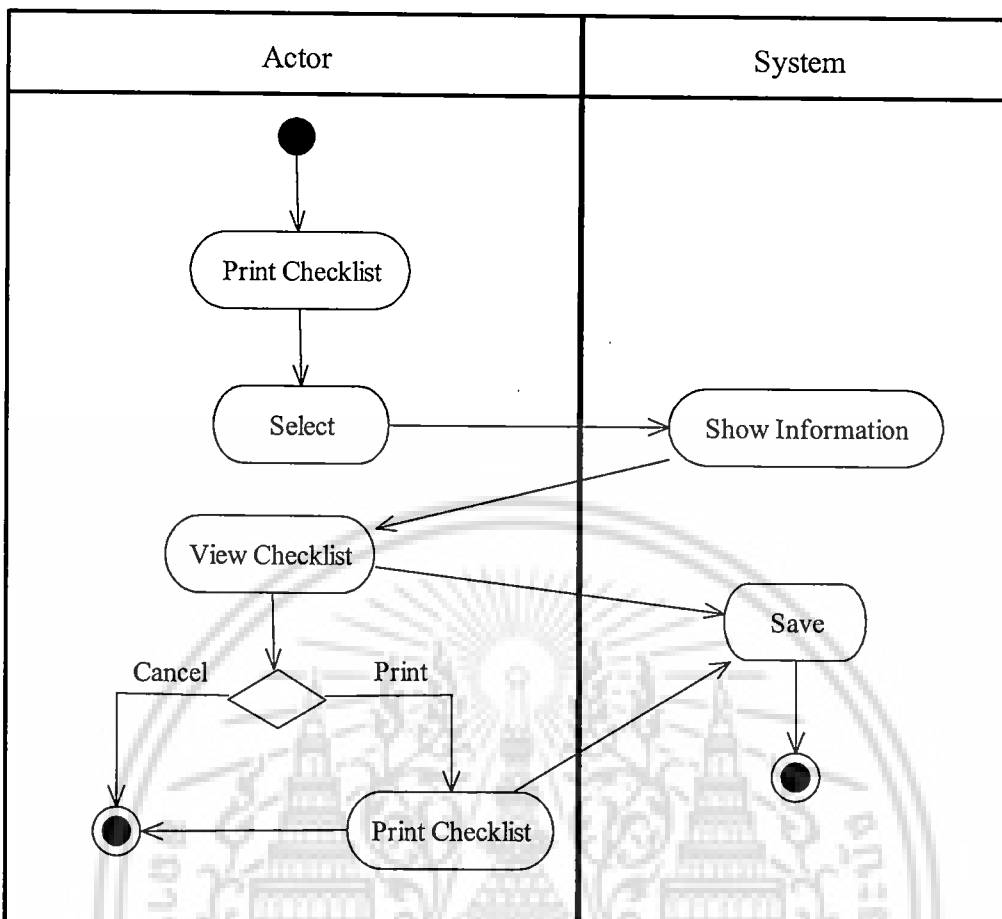 Actor
System
Print Checklist
Select
Show Information
View Checklist
Save
Cancel
Print
Print Checklist